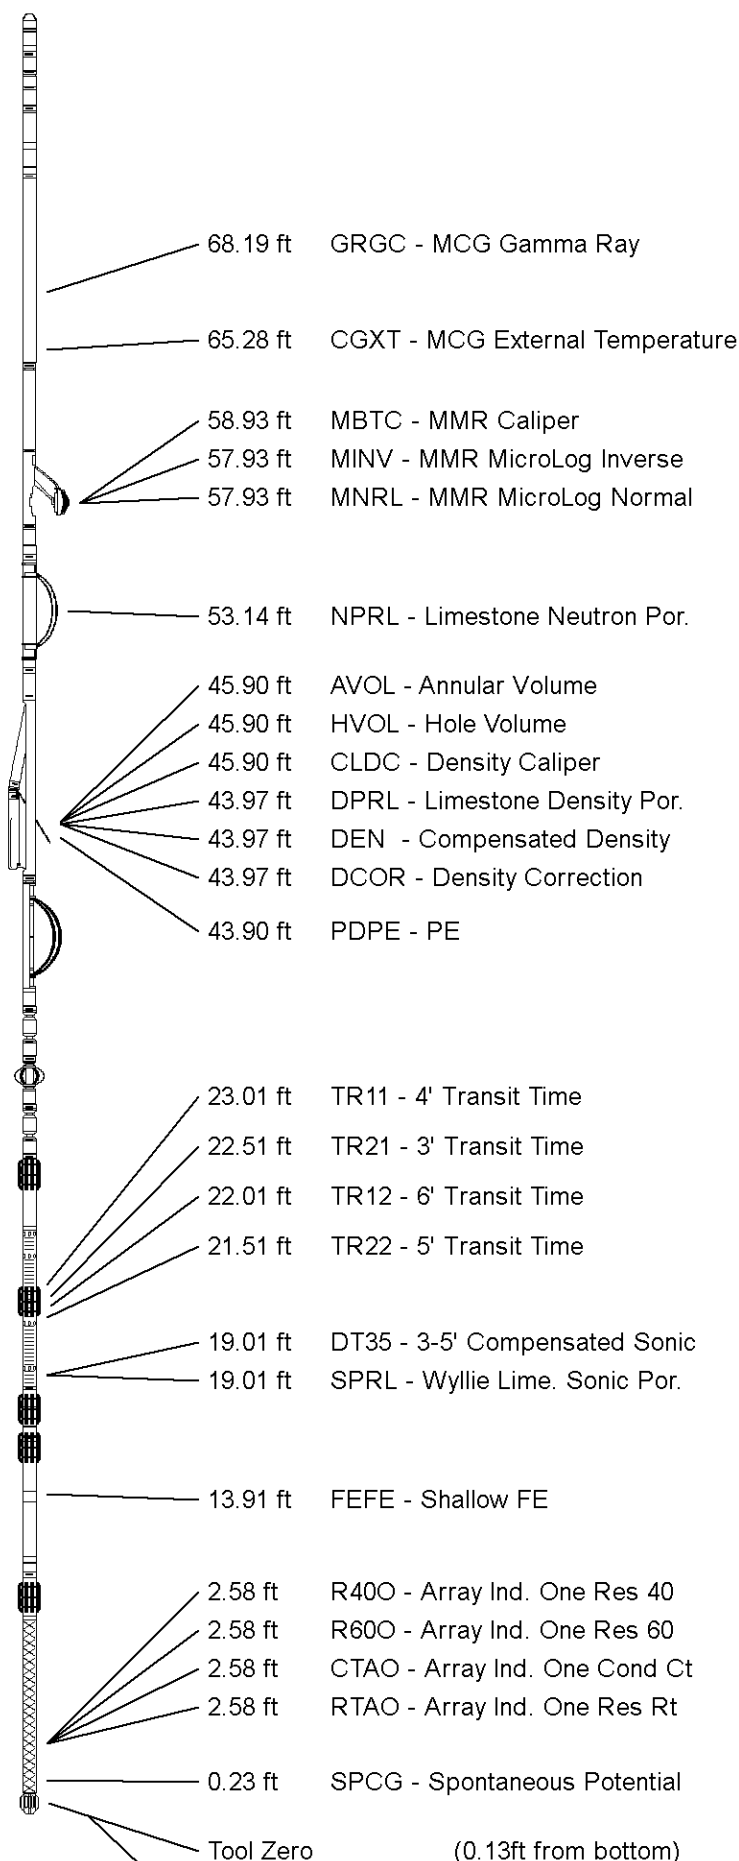 68.19 ft GRGC - MCG Gamma Ray
65.28 ft CGXT - MCG External Temperature
58.93 ft MBTC - MMR Caliper
57.93 ft MINV - MMR MicroLog Inverse
57.93 ft MNRL - MMR MicroLog Normal
53.14 ft NPRL - Limestone Neutron Por.
45.90 ft AVOL - Annular Volume
45.90 ft HVOL - Hole Volume
45.90 ft CLDC - Density Caliper
43.97 ft DPRL - Limestone Density Por.
43.97 ft DEN - Compensated Density
43.97 ft DCOR - Density Correction
43.90 ft PDPE - PE
23.01 ft TR11 - 4' Transit Time
22.51 ft TR21 - 3' Transit Time
22.01 ft TR12 - 6' Transit Time
21.51 ft TR22 - 5' Transit Time
19.01 ft DT35 - 3-5' Compensated Sonic
19.01 ft SPRL - Wyllie Lime. Sonic Por.
13.91 ft FEFE - Shallow FE
2.58 ft R40O - Array Ind. One Res 40
2.58 ft R60O - Array Ind. One Res 60
2.58 ft CTAO - Array Ind. One Cond Ct
2.58 ft RTAO - Array Ind. One Res Rt
0.23 ft SPCG - Spontaneous Potential
Tool Zero (0.13ft from bottom)